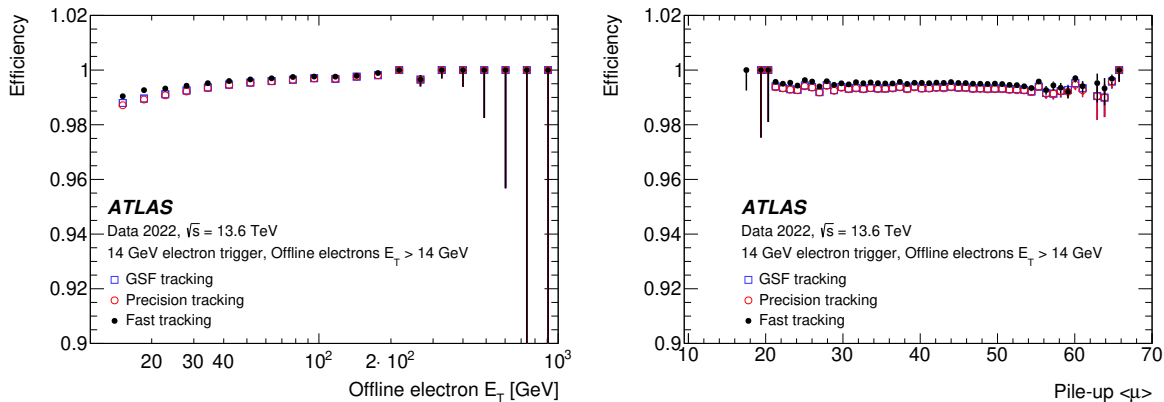 Efficiency
1.02
1
0.98
0.96
0.94
0.92
0.9
ATLAS
Data 2022, √s = 13.6 TeV
14 GeV electron trigger, Offline electrons E_T > 14 GeV
GSF tracking
Precision tracking
Fast tracking
20 30 40 10² 2· 10² 10³
Offline electron E_T [GeV]
Efficiency
1.02
1
0.98
0.96
0.94
0.92
0.9
ATLAS
Data 2022, √s = 13.6 TeV
14 GeV electron trigger, Offline electrons E_T > 14 GeV
GSF tracking
Precision tracking
Fast tracking
10 20 30 40 50 60 70
Pile-up <μ>